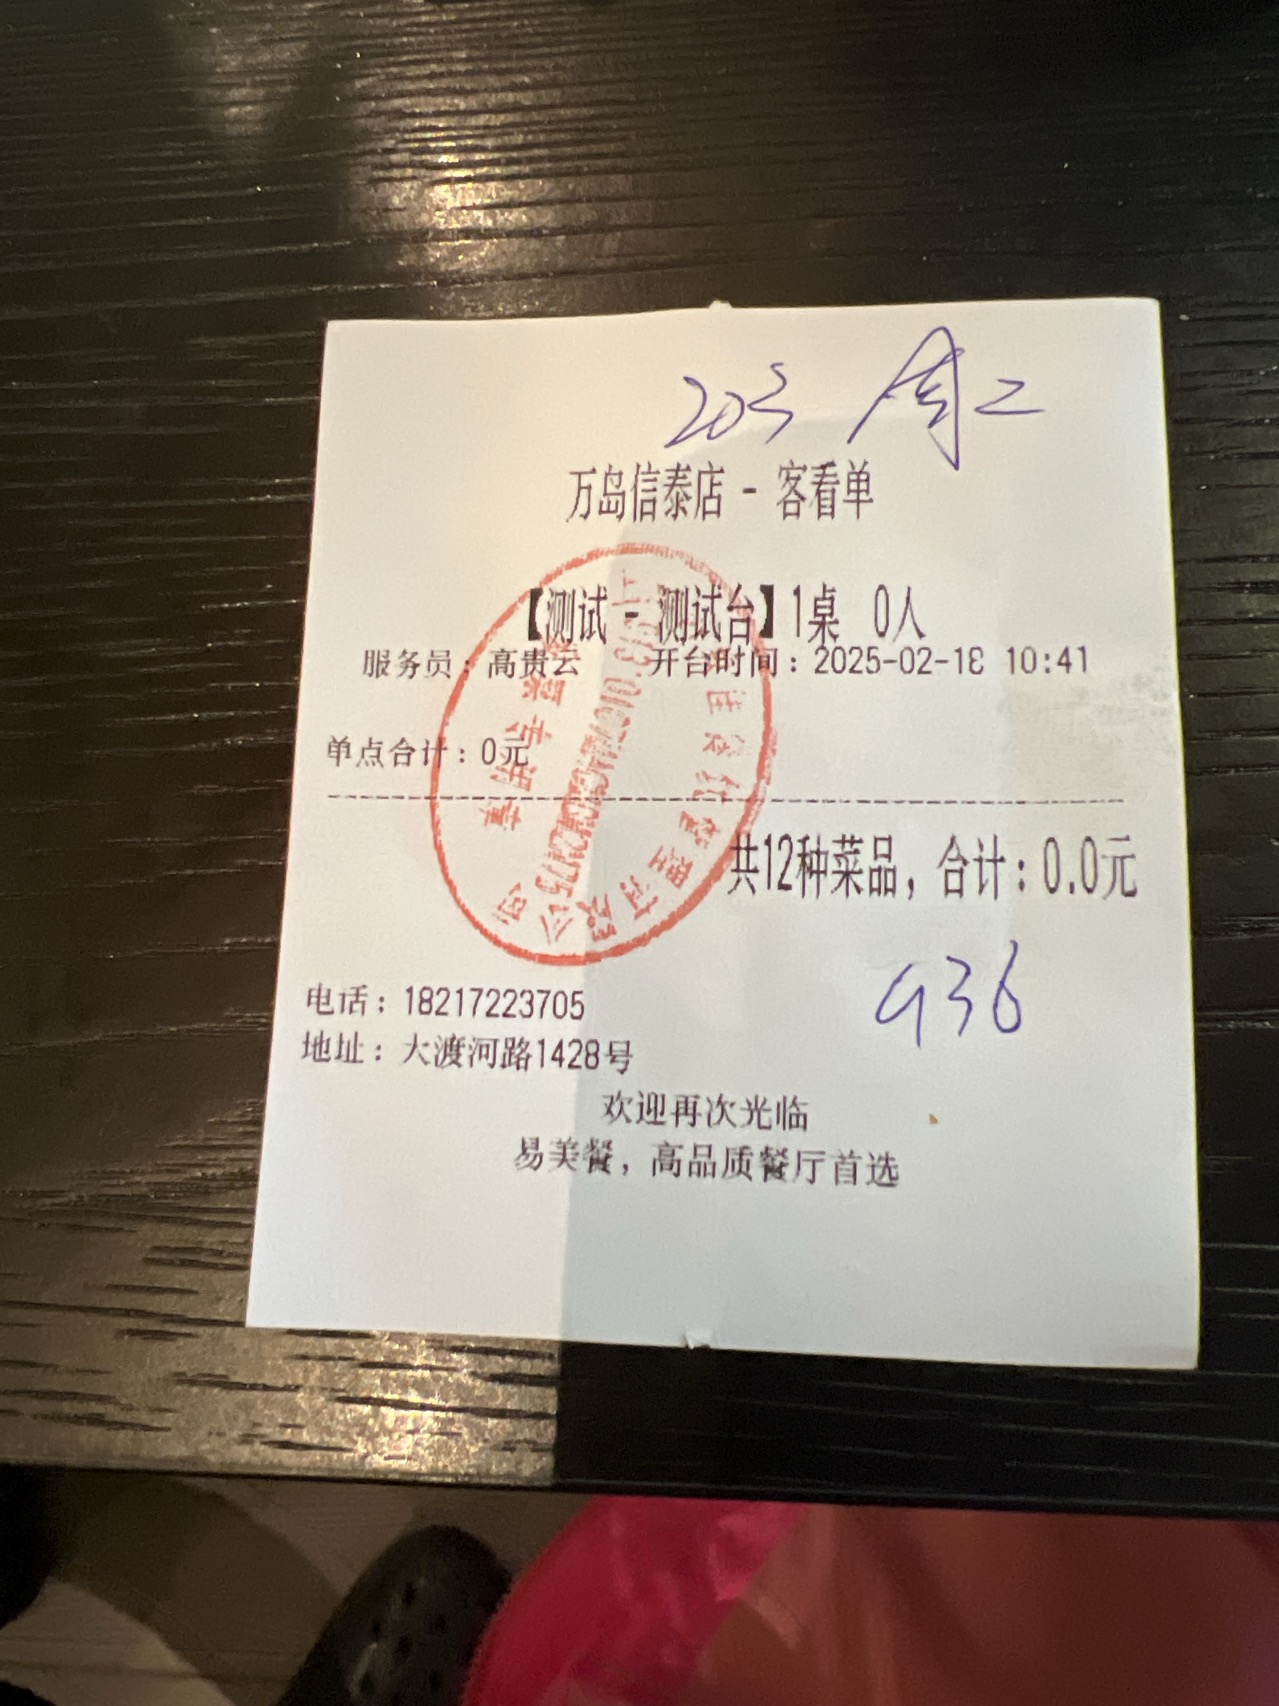 203 周二
万岛信泰店 - 客看单
【测试 - 测试台】1桌 0人
服务员：高贵云 开台时间：2025-02-18 10:41
单点合计：0元
共12种菜品，合计：0.0元
936
电话：18217223705
地址：大渡河路1428号
欢迎再次光临
易美餐，高品质餐厅首选